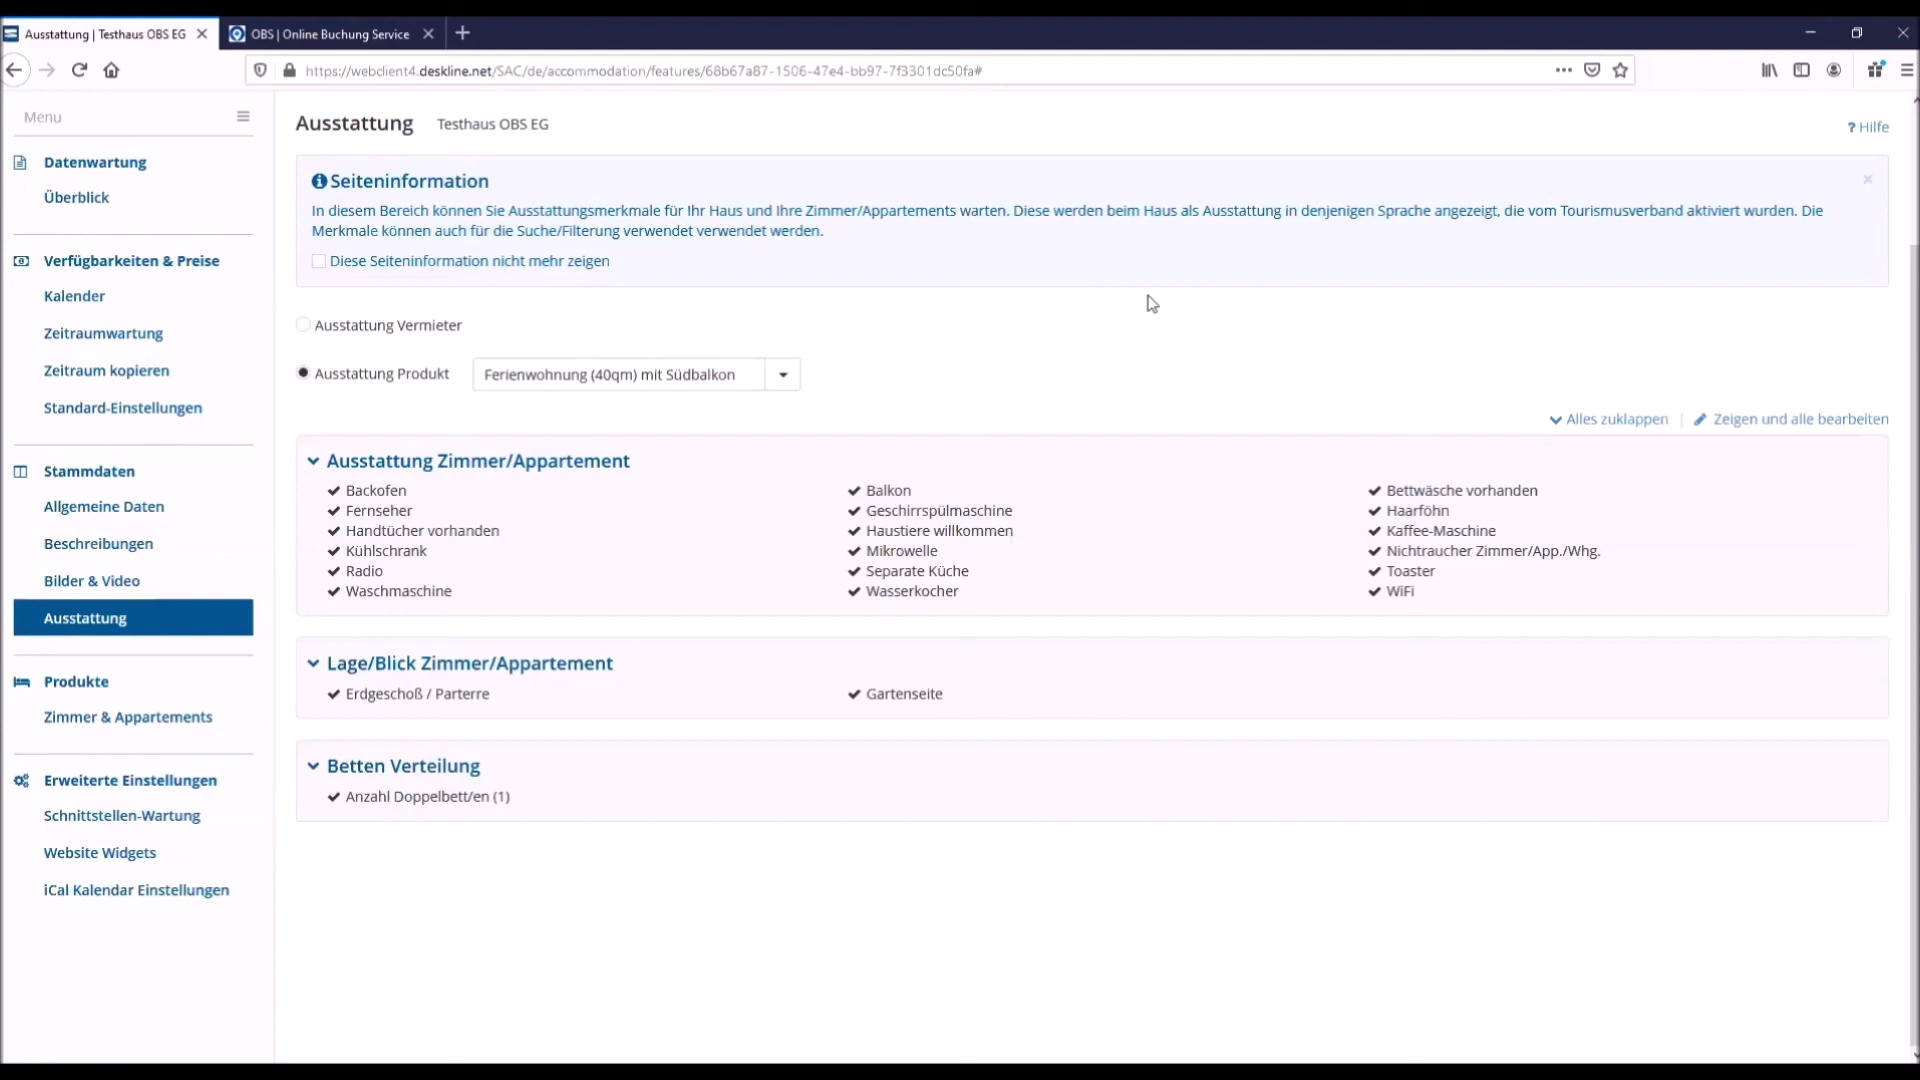 Ausstattung | Testhaus OBS EG
OBS | Online Buchung Service
https://webclient4.deskline.net/SAC/de/accommodation/features/68b67a87-1506-47e4-bb97-7f3301dc50fa#
Menu
Datenwartung
Überblick
Verfügbarkeiten & Preise
Kalender
Zeitraumwartung
Zeitraum kopieren
Standard-Einstellungen
Stammdaten
Allgemeine Daten
Beschreibungen
Bilder & Video
Ausstattung
Produkte
Zimmer & Appartements
Erweiterte Einstellungen
Schnittstellen-Wartung
Website Widgets
iCal Kalendar Einstellungen
Ausstattung Testhaus OBS EG
? Hilfe
Seiteninformation
In diesem Bereich können Sie Ausstattungsmerkmale für Ihr Haus und Ihre Zimmer/Appartements warten. Diese werden beim Haus als Ausstattung in denjenigen Sprache angezeigt, die vom Tourismusverband aktiviert wurden. Die
Merkmale können auch für die Suche/Filterung verwendet verwendet werden.
Diese Seiteninformation nicht mehr zeigen
Ausstattung Vermieter
Ausstattung Produkt Ferienwohnung (40qm) mit Südbalkon
Alles zuklappen | Zeigen und alle bearbeiten
Ausstattung Zimmer/Appartement
Backofen Balkon Bettwäsche vorhanden
Fernseher Geschirrspülmaschine Haarföhn
Handtücher vorhanden Haustiere willkommen Kaffee-Maschine
Kühlschrank Mikrowelle Nichtraucher Zimmer/App./Whg.
Radio Separate Küche Toaster
Waschmaschine Wasserkocher WiFi
Lage/Blick Zimmer/Appartement
Erdgeschoß / Parterre Gartenseite
Betten Verteilung
Anzahl Doppelbett/en (1)